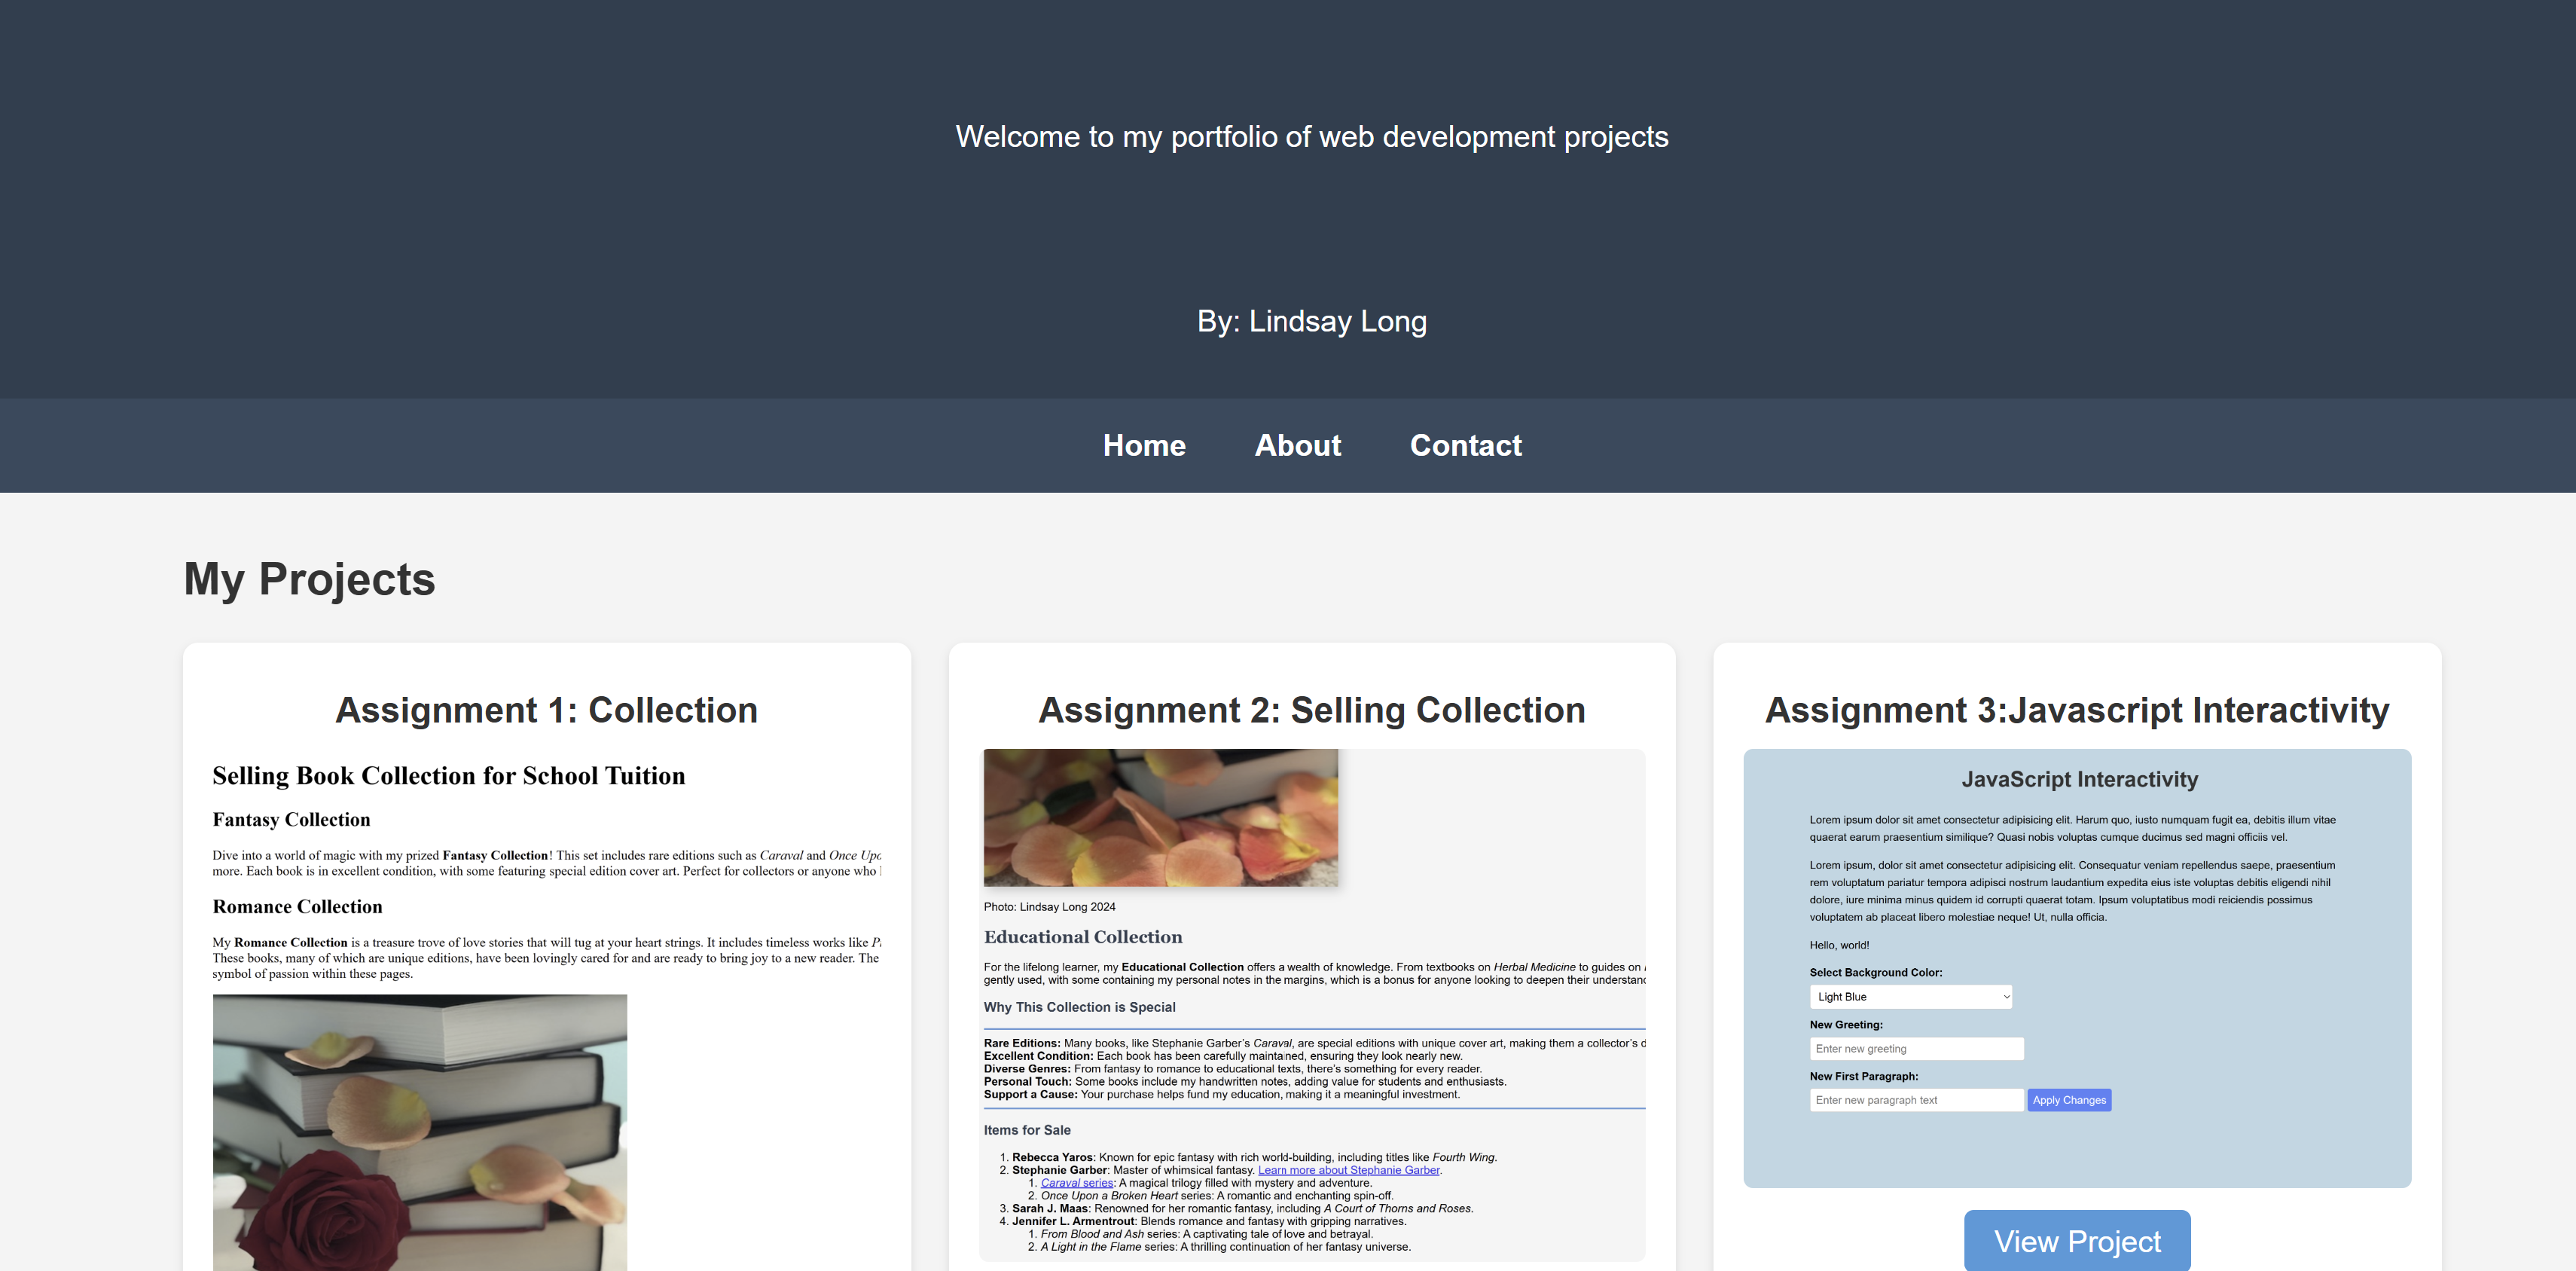 Welcome to my portfolio of web development projects
By: Lindsay Long
Home About Contact
My Projects
Assignment 1: Collection
Selling Book Collection for School Tuition
Fantasy Collection
Dive into a world of magic with my prized Fantasy Collection! This set includes rare editions such as Caraval and Once
more. Each book is in excellent condition, with some featuring special edition cover art. Perfect for collectors or anyone who
Romance Collection
My Romance Collection is a treasure trove of love stories that will tug at your heart strings. It includes timeless works like
These books, many of which are unique editions, have been lovingly cared for and are ready to bring joy to a new reader. The
symbol of passion within these pages.
Assignment 2: Selling Collection
Photo: Lindsay Long 2024
Educational Collection
For the lifelong learner, my Educational Collection offers a wealth of knowledge. From textbooks on Herbal Medicine to guides on
gently used, with some containing my personal notes in the margins, which is a bonus for anyone looking to deepen their
Why This Collection is Special
Rare Editions: Many books, like Stephanie Garber's Caraval, are special editions with unique cover art, making them a collector's
Excellent Condition: Each book has been carefully maintained, ensuring they look nearly new.
Diverse Genres: From fantasy to romance to educational texts, there's something for every reader.
Personal Touch: Some books include my handwritten notes, adding value for students and enthusiasts.
Support a Cause: Your purchase helps fund my education, making it a meaningful investment.
Items for Sale
1. Rebecca Yaros: Known for epic fantasy with rich world-building, including titles like Fourth Wing.
2. Stephanie Garber: Master of whimsical fantasy. Learn more about Stephanie Garber.
1. Caraval series: A magical trilogy filled with mystery and adventure.
2. Once Upon a Broken Heart series: A romantic and enchanting spin-off.
3. Sarah J. Maas: Renowned for her romantic fantasy, including A Court of Thorns and Roses.
4. Jennifer L. Armentrout: Blends romance and fantasy with gripping narratives.
1. From Blood and Ash series: A captivating tale of love and betrayal.
2. A Light in the Flame series: A thrilling continuation of her fantasy universe.
Assignment 3:Javascript Interactivity
JavaScript Interactivity
Lorem ipsum dolor sit amet consectetur adipisicing elit. Harum quo, iusto numquam fugit ea, debitis illum vitae
quaerat earum praesentium similique? Quasi nobis voluptas cumque ducimus sed magni officiis vel.
Lorem ipsum, dolor sit amet consectetur adipisicing elit. Consequatur veniam repellendus saepe, praesentium
rem voluptatum pariatur tempora adipisci nostrum laudantium expedita eius iste voluptas debitis eligendi nihil
dolore, iure minima minus quidem id corrupti quaerat totam. Ipsum voluptatibus modi reiciendis possimus
voluptatem ab placeat libero molestiae neque! Ut, nulla officia.
Hello, world!
Select Background Color:
Light Blue
New Greeting:
Enter new greeting
New First Paragraph:
Enter new paragraph text Apply Changes
View Project